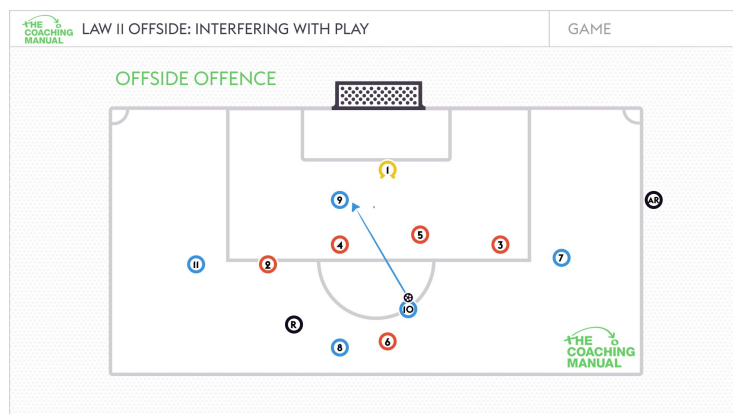 THE
COACHING
MANUAL
LAW 11 OFFSIDE: INTERFERING WITH PLAY
GAME
OFFSIDE OFFENCE
1
9
AR
5
4
3
7
11
2
10
R
6
8
THE
COACHING
MANUAL